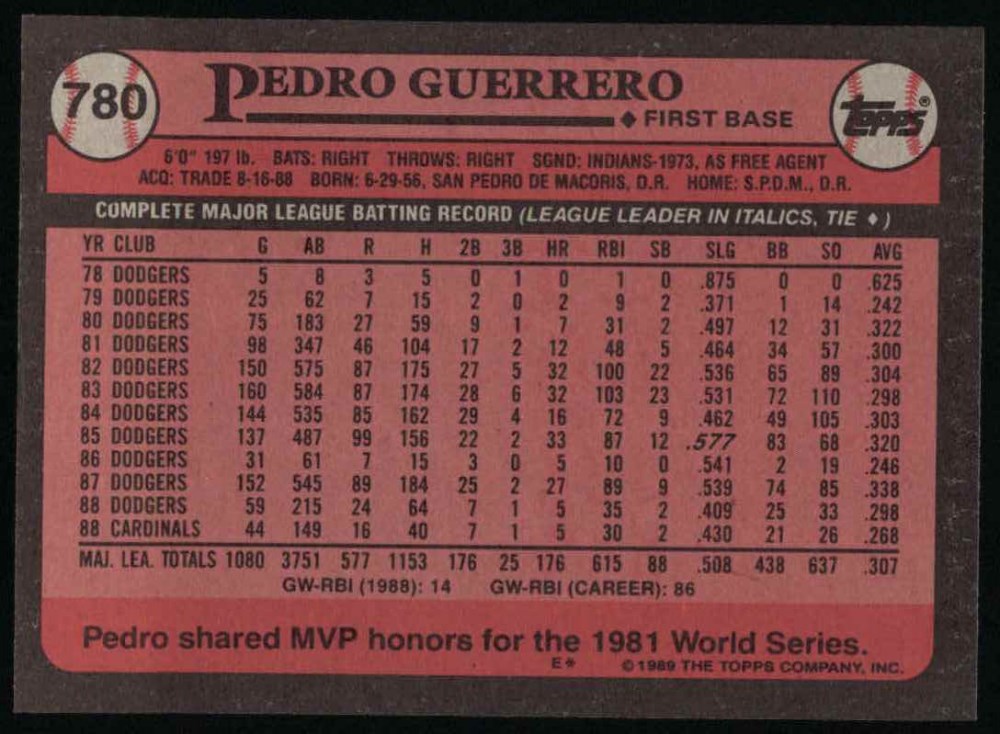 780
PEDRO GUERRERO
♦ FIRST BASE
TOPPS®
6'0" 197 lb. BATS: RIGHT THROWS: RIGHT SGND: INDIANS-1973, AS FREE AGENT
ACQ: TRADE 8-16-88 BORN: 6-29-56, SAN PEDRO DE MACORIS, D.R. HOME: S.P.D.M., D.R.
COMPLETE MAJOR LEAGUE BATTING RECORD (LEAGUE LEADER IN ITALICS, TIE ♦)
YR CLUB G AB R H 2B 3B HR RBI SB SLG BB SO AVG
78 DODGERS 5 8 3 5 0 1 0 1 0 .875 0 0 .625
79 DODGERS 25 62 7 15 2 0 2 9 2 .371 1 14 .242
80 DODGERS 75 183 27 59 9 1 7 31 2 .497 12 31 .322
81 DODGERS 98 347 46 104 17 2 12 48 5 .464 34 57 .300
82 DODGERS 150 575 87 175 27 5 32 100 22 .536 65 89 .304
83 DODGERS 160 584 87 174 28 6 32 103 23 .531 72 110 .298
84 DODGERS 144 535 85 162 29 4 16 72 9 .462 49 105 .303
85 DODGERS 137 487 99 156 22 2 33 87 12 .577 83 68 .320
86 DODGERS 31 61 7 15 3 0 5 10 0 .541 2 19 .246
87 DODGERS 152 545 89 184 25 2 27 89 9 .539 74 85 .338
88 DODGERS 59 215 24 64 7 1 5 35 2 .409 25 33 .298
88 CARDINALS 44 149 16 40 7 1 5 30 2 .430 21 26 .268
MAJ. LEA. TOTALS 1080 3751 577 1153 176 25 176 615 88 .508 438 637 .307
GW-RBI (1988): 14 GW-RBI (CAREER): 86
Pedro shared MVP honors for the 1981 World Series.
E* © 1989 THE TOPPS COMPANY, INC.